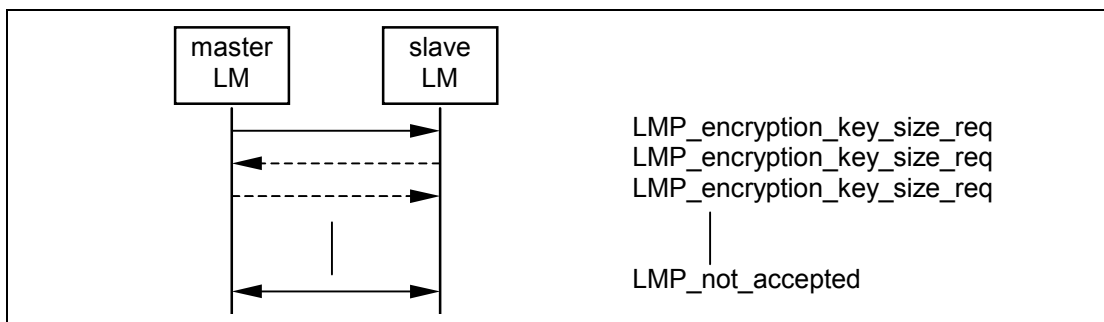 master
LM
slave
LM
LMP_encryption_key_size_req
LMP_encryption_key_size_req
LMP_encryption_key_size_req
LMP_not_accepted